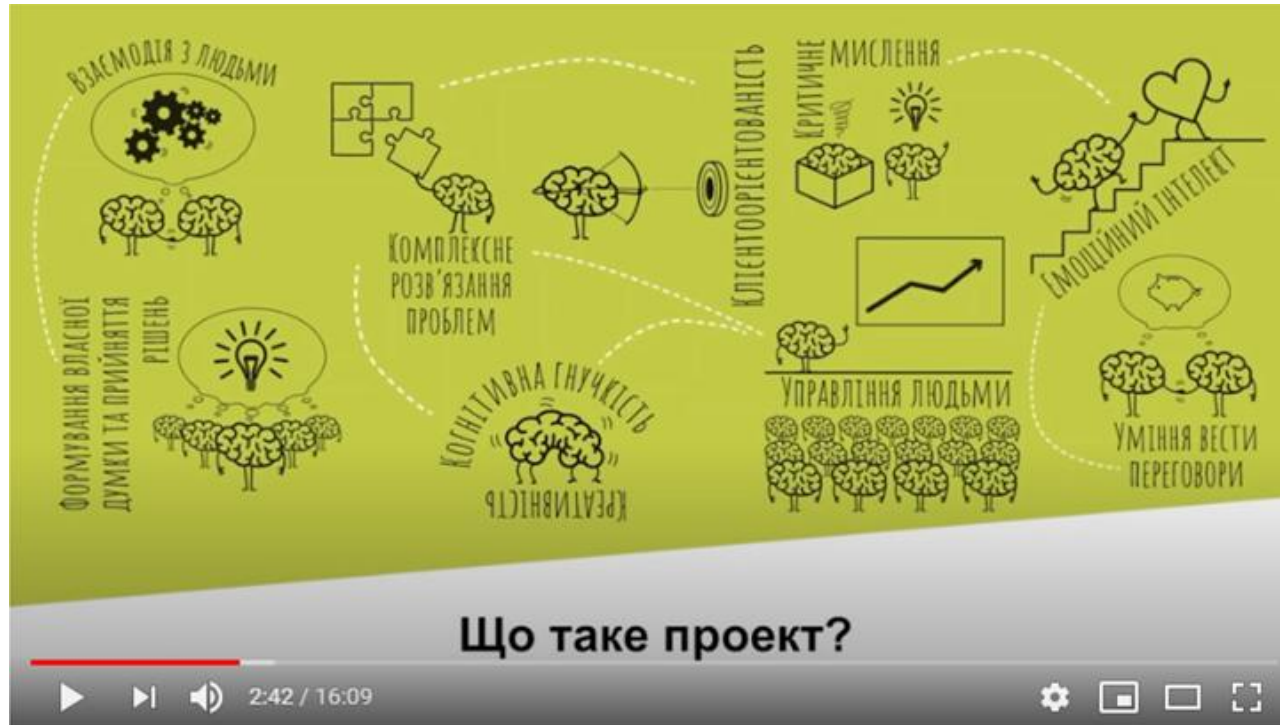 ВЗАЄМОДІЯ З ЛЮДЬМИ
ФОРМУВАННЯ ВЛАСНОЇ
ДУМКИ ТА ПРИЙНЯТТЯ
РІШЕНЬ
КОМПЛЕКСНЕ
РОЗВ'ЯЗАННЯ
ПРОБЛЕМ
КОГНІТИВНА ГНУЧКІСТЬ
КРЕАТИВНІСТЬ
КЛІЄНТООРІЄНТОВАНІСТЬ
КРИТИЧНЕ
МИСЛЕННЯ
ЕМОЦІЙНИЙ ІНТЕЛЕКТ
УПРАВЛІННЯ ЛЮДЬМИ
УМІННЯ ВЕСТИ
ПЕРЕГОВОРИ
Що таке проект?
2:42 / 16:09